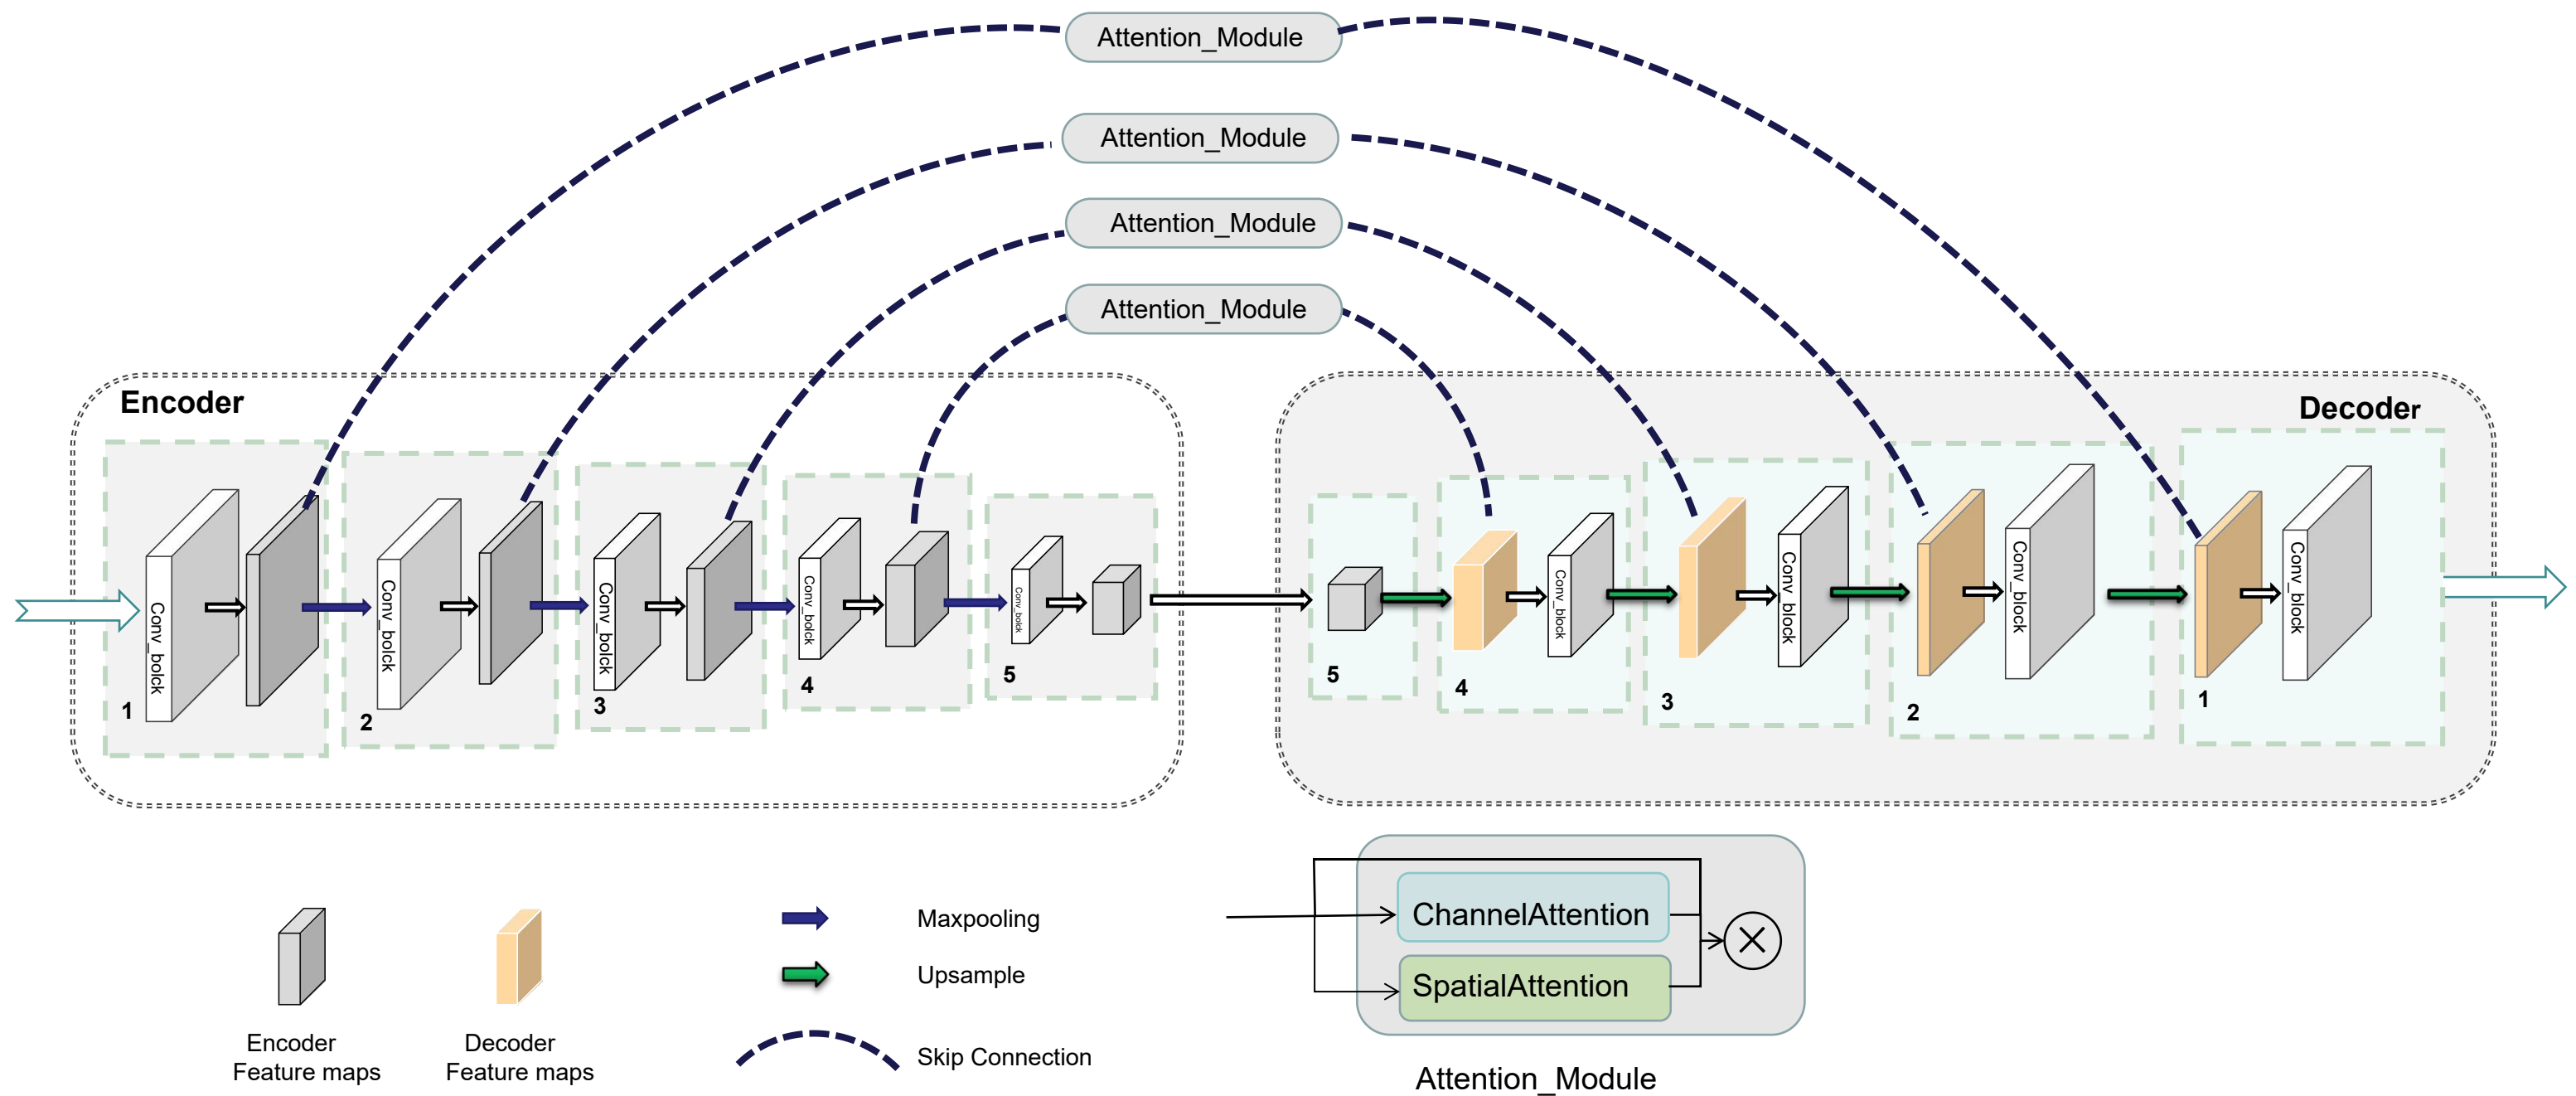 Attention_Module
Attention_Module
Attention_Module
Attention_Module
Encoder
Decoder
Conv_bolck
1
Conv_bolck
2
Conv_bolck
3
Conv_bolck
4
Conv_bolck
5
5
Conv_block
4
Conv_block
3
Conv_block
2
Conv_block
1
Encoder
Feature maps
Decoder
Feature maps
Maxpooling
Upsample
Skip Connection
ChannelAttention
SpatialAttention
Attention_Module